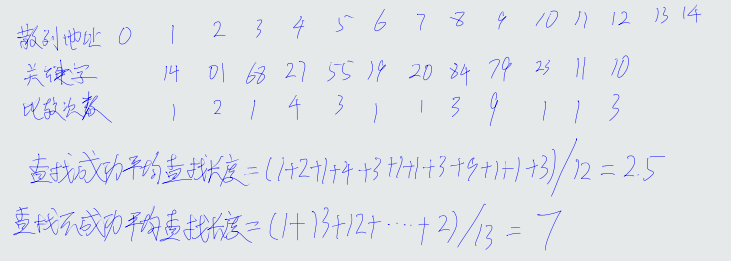 散列地址 0 1 2 3 4 5 6 7 8 9 10 11 12 13 14
关键字 14 01 68 27 55 19 20 84 79 23 11 10
比较次数 1 2 1 4 3 1 1 3 9 1 1 3
查找成功平均查找长度=(1+2+1+4+3+1+1+3+9+1+1+3)/12=2.5
查找不成功平均查找长度=(1+13+12+……+2)/13=7